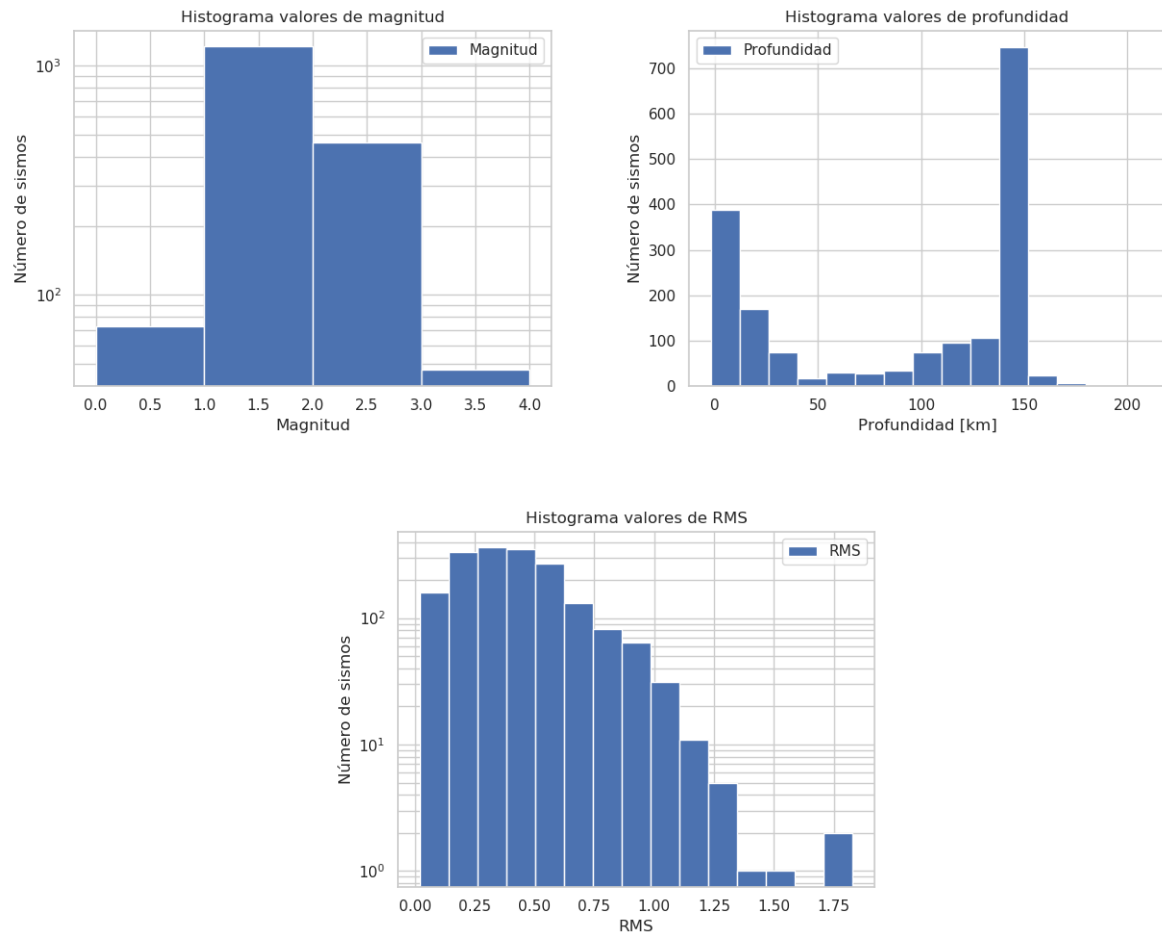 Histograma valores de magnitud
Magnitud
10³
10²
Número de sismos
0.0 0.5 1.0 1.5 2.0 2.5 3.0 3.5 4.0
Magnitud
Histograma valores de profundidad
Profundidad
700
600
500
400
300
200
100
0
Número de sismos
0 50 100 150 200
Profundidad [km]
Histograma valores de RMS
RMS
10²
10¹
10⁰
Número de sismos
0.00 0.25 0.50 0.75 1.00 1.25 1.50 1.75
RMS